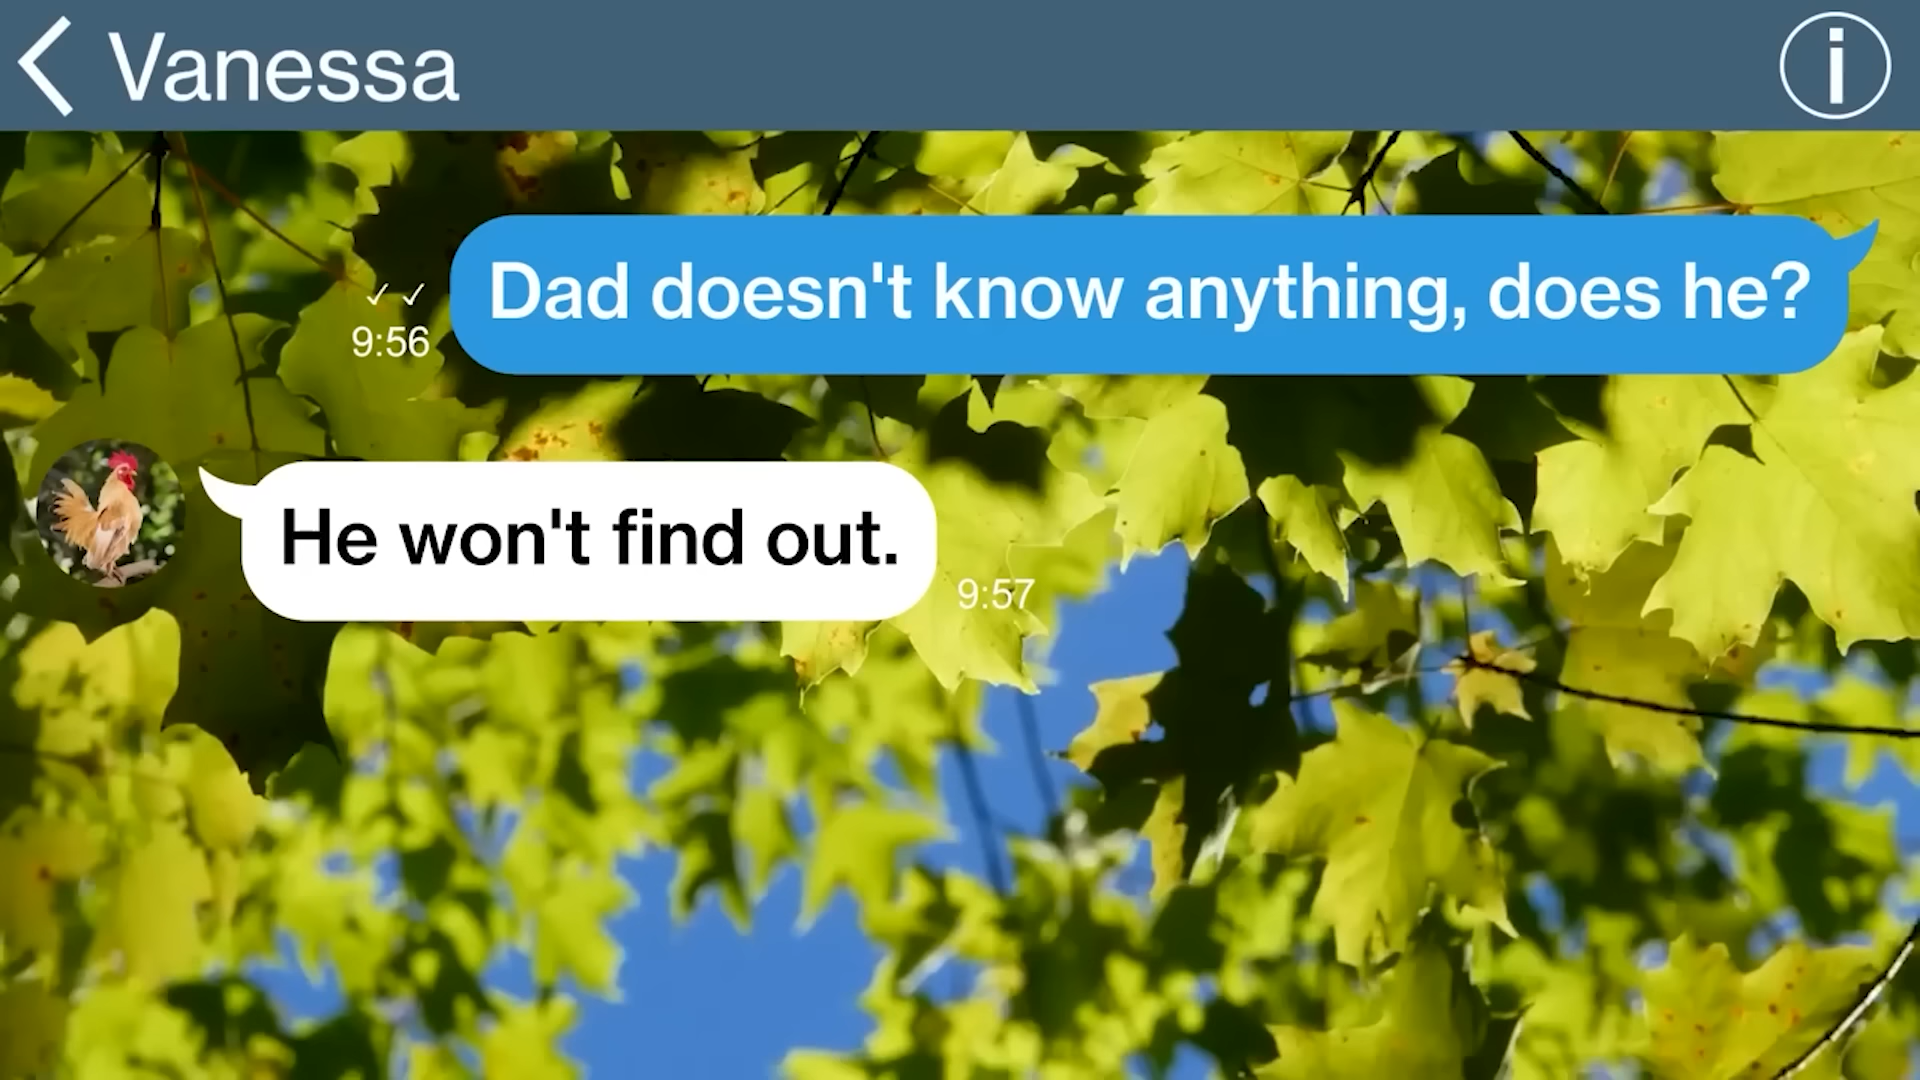 Vanessa
Dad doesn't know anything, does he?
9:56
He won't find out.
9:57